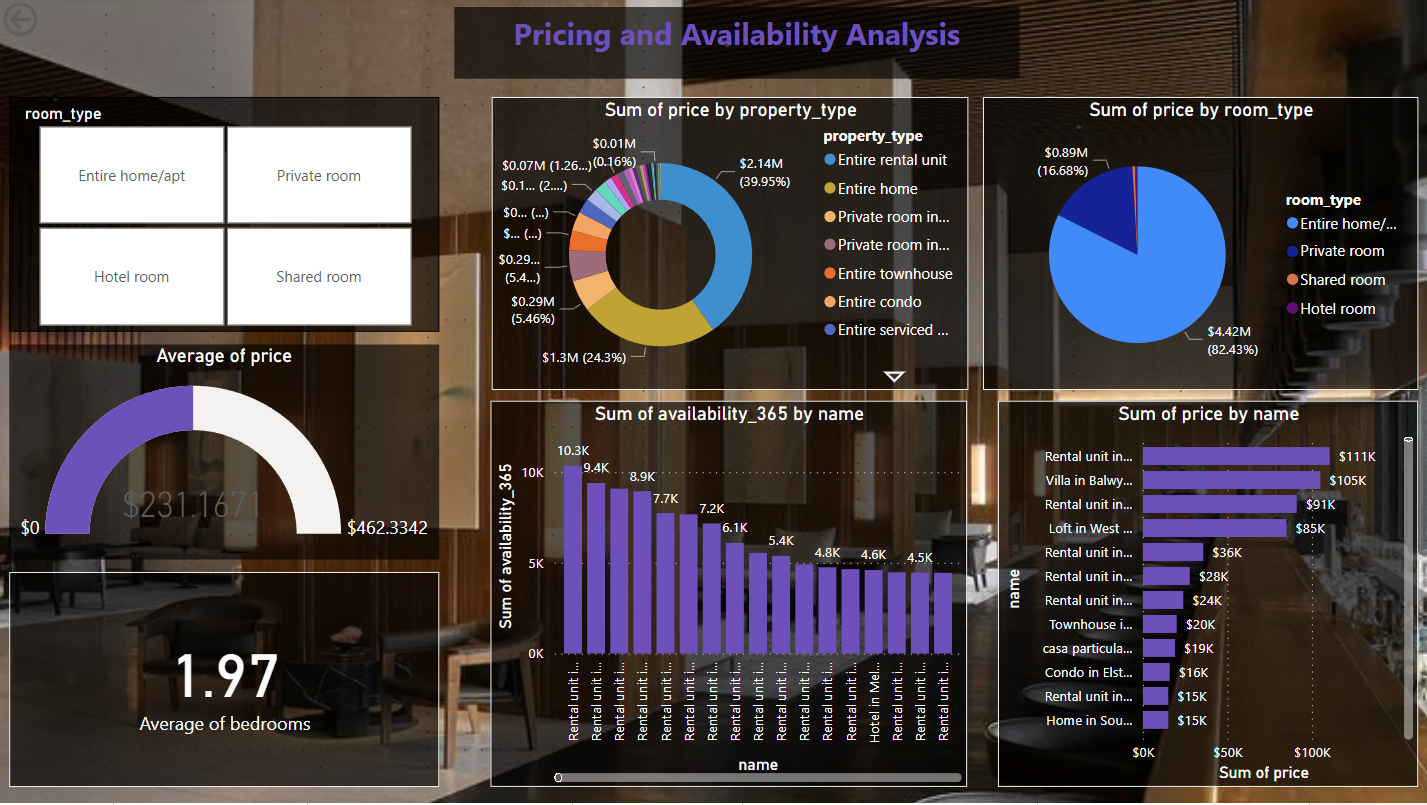 Pricing and Availability Analysis
room_type
Entire home/apt
Private room
Hotel room
Shared room
Average of price
$231.1671
$0
$462.3342
1.97
Average of bedrooms
Sum of price by property_type
property_type
Entire rental unit
Entire home
Private room in...
Private room in...
Entire townhouse
Entire condo
Entire serviced ...
$0.01M
(0.16%)
$0.07M (1.26...)
$0.1... (2....)
$0... (...)
$... (...)
$0.29...
(5.4...)
$0.29M
(5.46%)
$1.3M (24.3%)
$2.14M
(39.95%)
Sum of price by room_type
$0.89M
(16.68%)
$4.42M
(82.43%)
room_type
Entire home/...
Private room
Shared room
Hotel room
Sum of availability_365 by name
Sum of availability_365
10K
5K
0K
10.3K
9.4K
8.9K
7.7K
7.2K
6.1K
5.4K
4.8K
4.6K
4.5K
Rental unit i...
Rental unit i...
Rental unit i...
Rental unit i...
Rental unit i...
Rental unit i...
Rental unit i...
Rental unit i...
Rental unit i...
Rental unit i...
Rental unit i...
Rental unit i...
Rental unit i...
Hotel in Mel...
Rental unit i...
Rental unit i...
Rental unit i...
name
Sum of price by name
name
Rental unit in... $111K
Villa in Balwy... $105K
Rental unit in... $91K
Loft in West ... $85K
Rental unit in... $36K
Rental unit in... $28K
Rental unit in... $24K
Townhouse i... $20K
casa particula... $19K
Condo in Elst... $16K
Rental unit in... $15K
Home in Sou... $15K
$0K $50K $100K
Sum of price